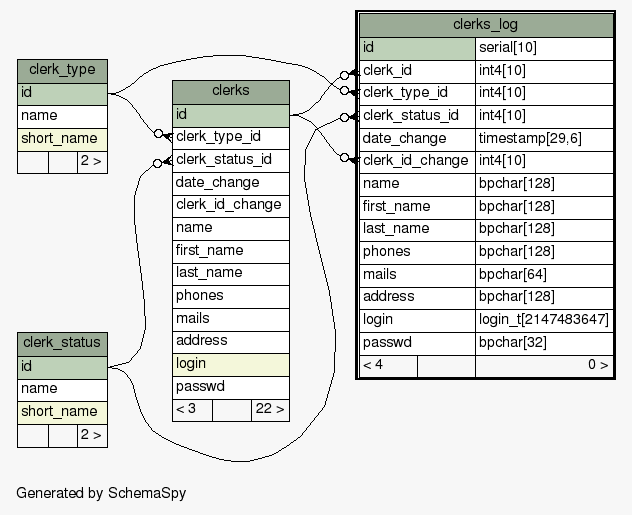 clerk_type
id
name
short_name
2 >
clerks
id
clerk_type_id
clerk_status_id
date_change
clerk_id_change
name
first_name
last_name
phones
mails
address
login
passwd
< 3 22 >
clerks_log
id serial[10]
clerk_id int4[10]
clerk_type_id int4[10]
clerk_status_id int4[10]
date_change timestamp[29,6]
clerk_id_change int4[10]
name bpchar[128]
first_name bpchar[128]
last_name bpchar[128]
phones bpchar[128]
mails bpchar[64]
address bpchar[128]
login login_t[2147483647]
passwd bpchar[32]
< 4 0 >
clerk_status
id
name
short_name
2 >
Generated by SchemaSpy